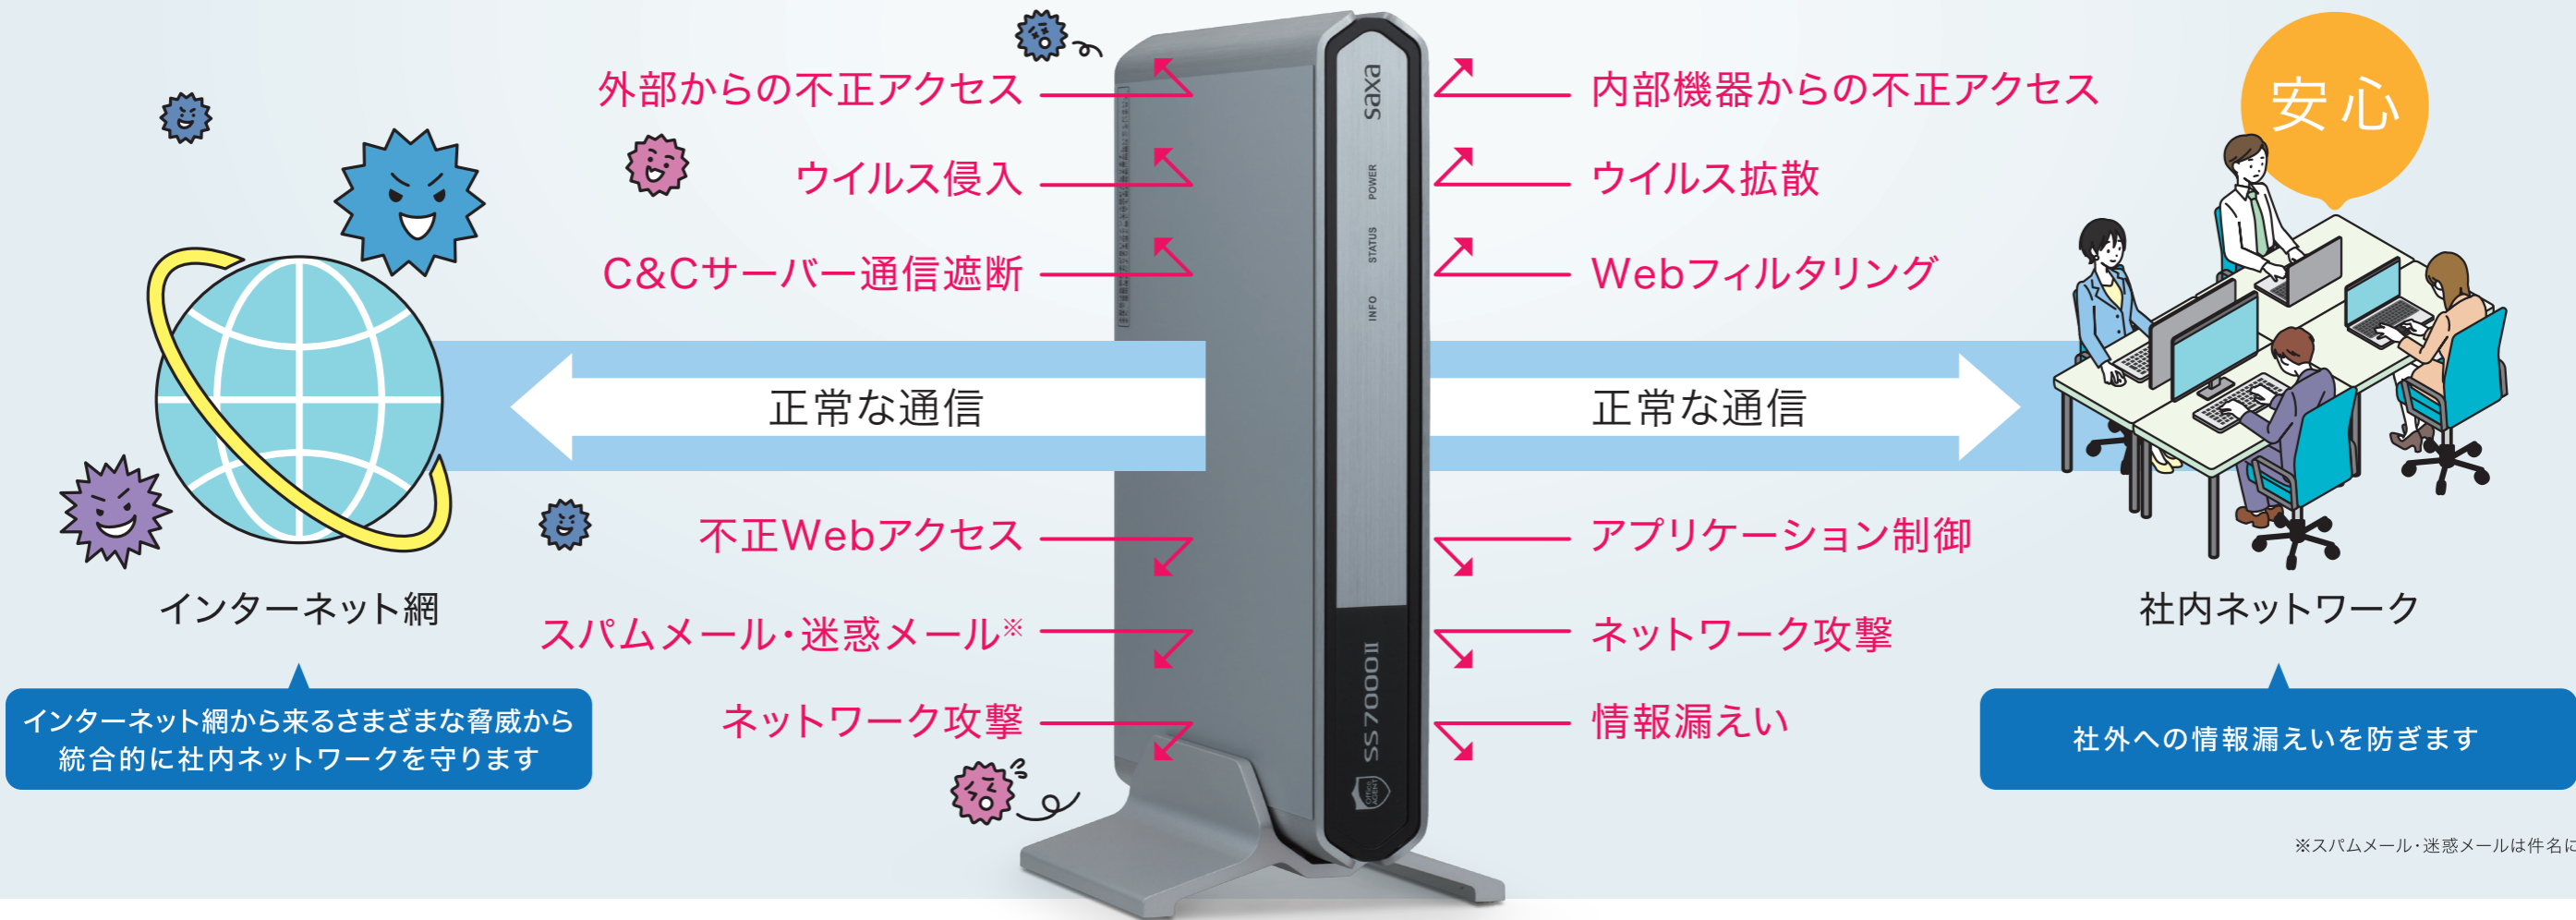 外部からの不正アクセス
ウイルス侵入
C&Cサーバー通信遮断
正常な通信
不正Webアクセス
スパムメール・迷惑メール※
ネットワーク攻撃
インターネット網
インターネット網から来るさまざまな脅威から
統合的に社内ネットワークを守ります
saxa
POWER
STATUS
INFO
SS7000II
Office
AGENT
内部機器からの不正アクセス
ウイルス拡散
Webフィルタリング
正常な通信
アプリケーション制御
ネットワーク攻撃
情報漏えい
安心
社内ネットワーク
社外への情報漏えいを防ぎます
※スパムメール・迷惑メールは件名に